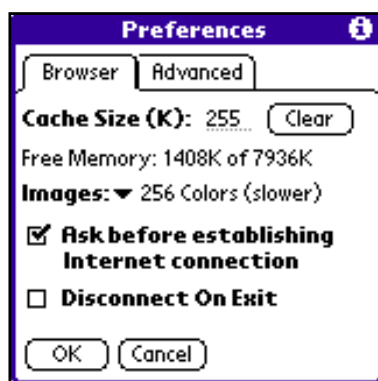 Preferences i
Browser Advanced
Cache Size (K): 255 Clear
Free Memory: 1408K of 7936K
Images: 256 Colors (slower)
Ask before establishing
Internet connection
Disconnect On Exit
OK Cancel